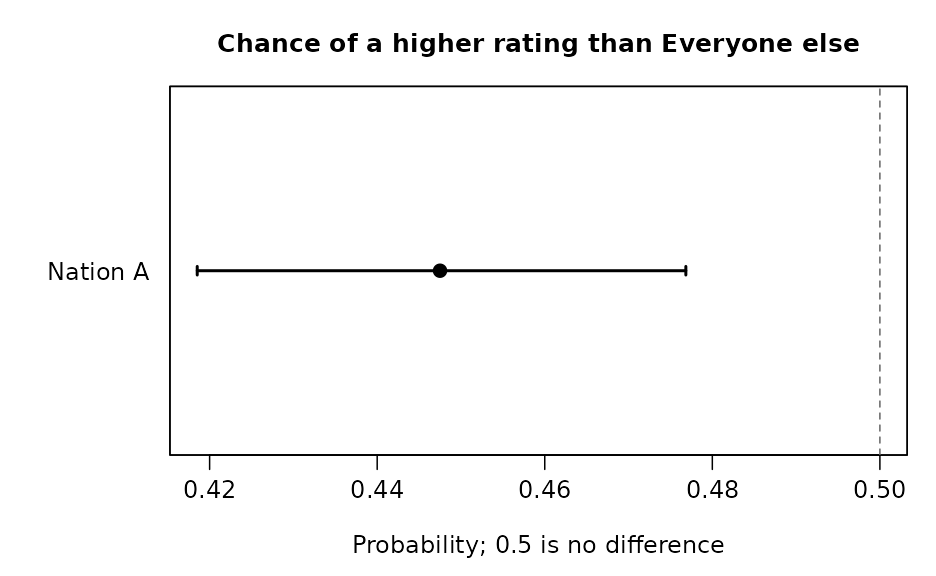 Chance of a higher rating than Everyone else
Nation A
0.42 0.44 0.46 0.48 0.50
Probability; 0.5 is no difference